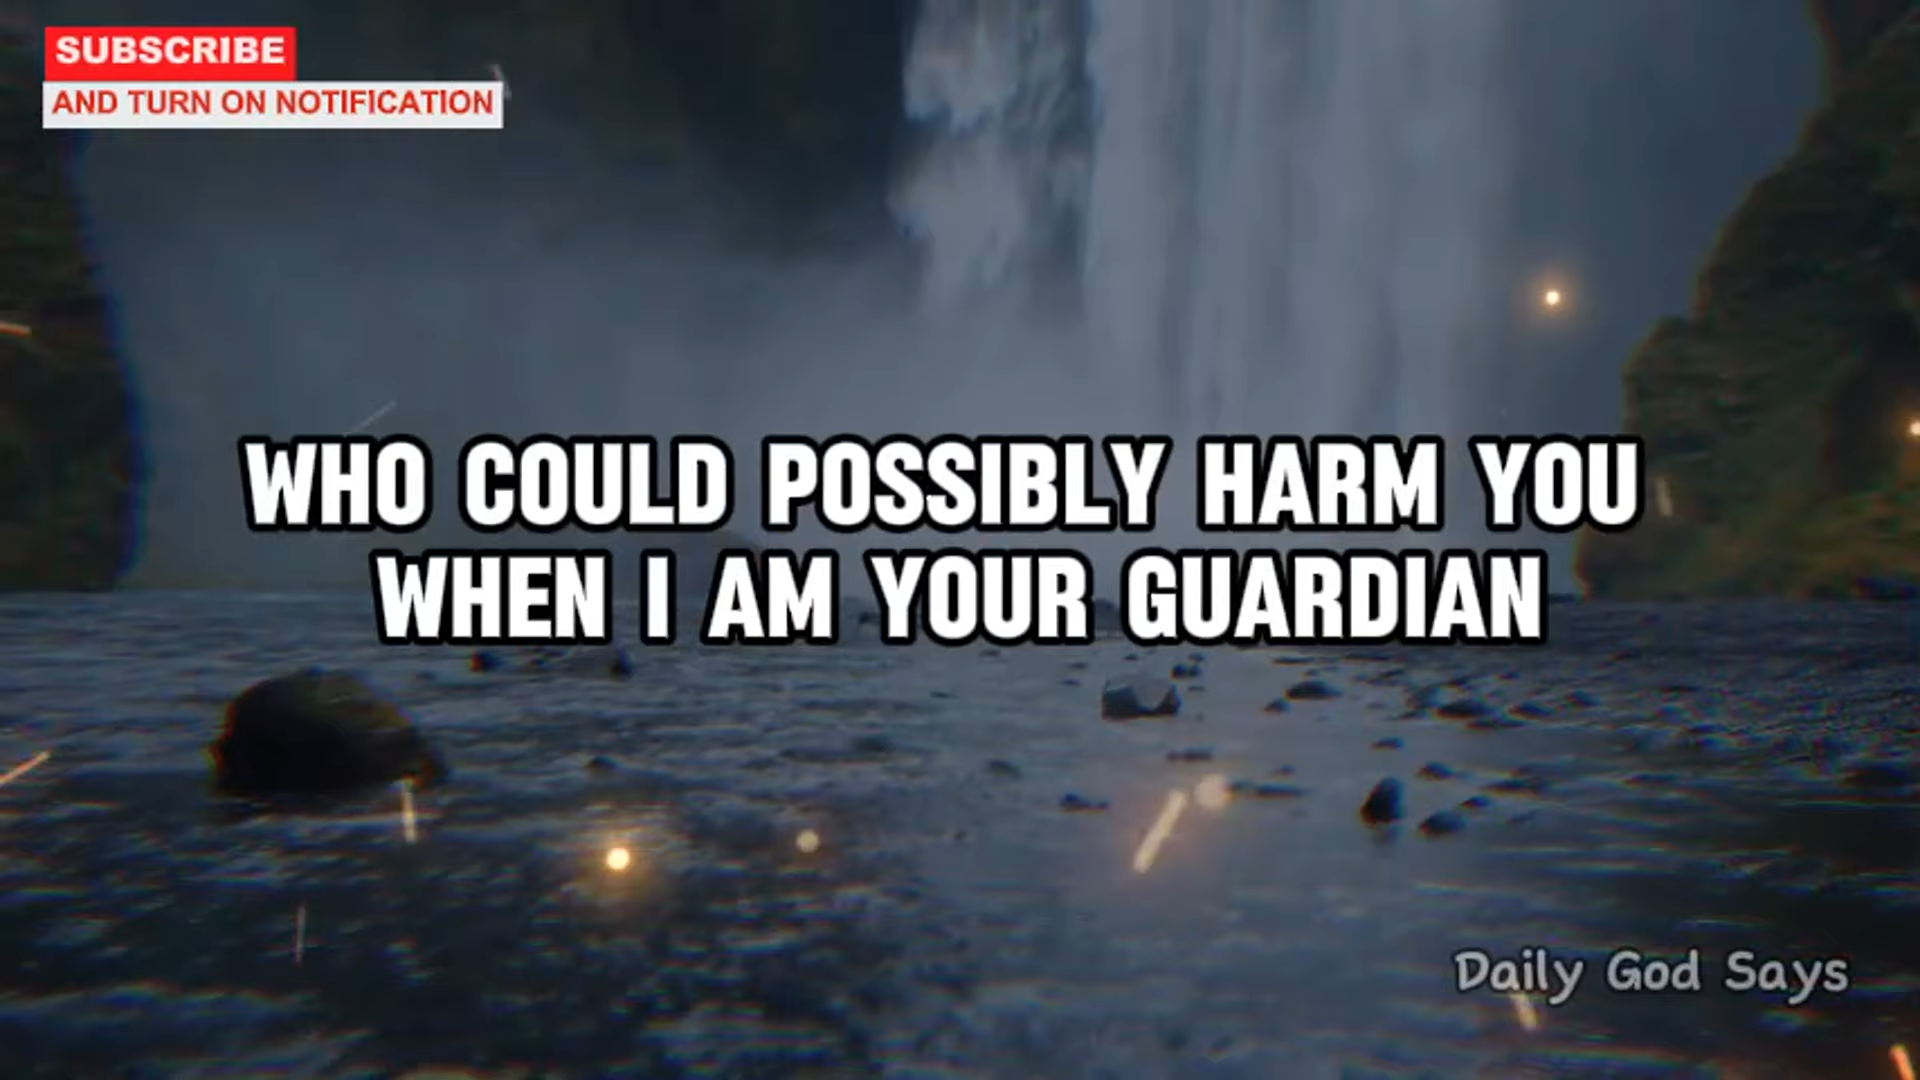 SUBSCRIBE
AND TURN ON NOTIFICATION
WHO COULD POSSIBLY HARM YOU
WHEN I AM YOUR GUARDIAN
Daily God Says